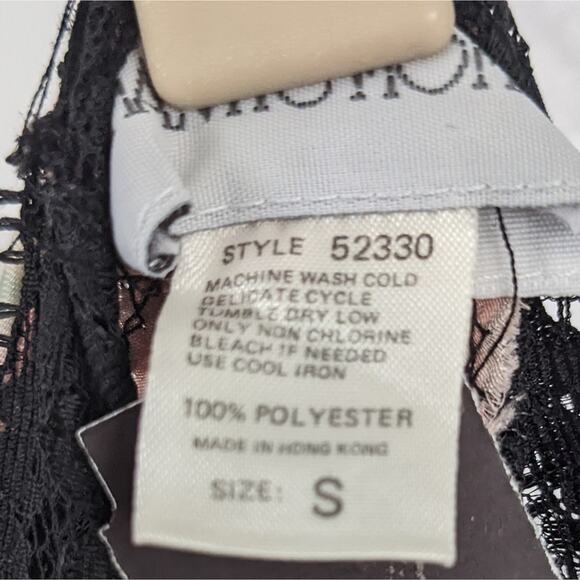 STYLE 52330
MACHINE WASH COLD
DELICATE CYCLE
TUMBLE DRY LOW
ONLY NON CHLORINE
BLEACH IF NEEDED
USE COOL IRON
100% POLYESTER
MADE IN HONG KONG
SIZE: S